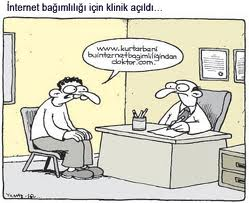 İnternet bağımlılığı için klinik açıldı...
www.kurtarbeni
buinternetbagimliligindan
doktor.com.